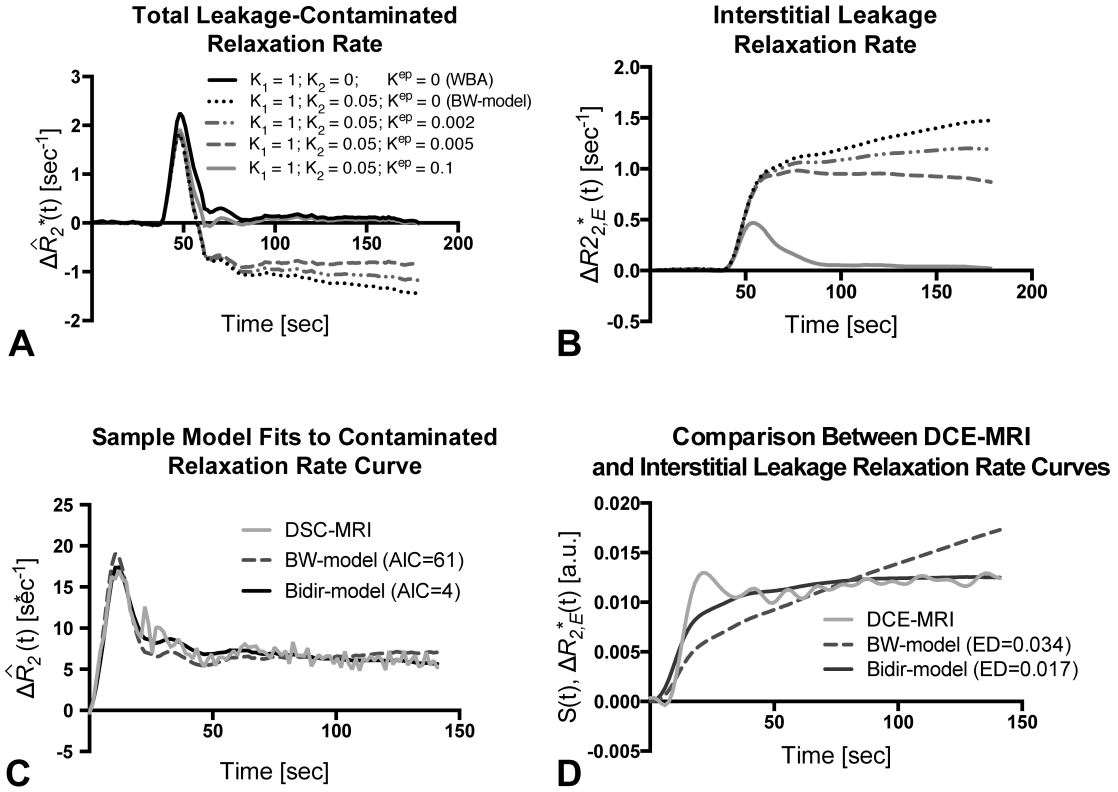 Total Leakage-Contaminated
Relaxation Rate
3
2
1
0
-1
-2
50
100
150
200
ΔR̂₂*(t) [sec⁻¹]
Time [sec]
K₁ = 1; K₂ = 0; Kᵉᵖ = 0 (WBA)
K₁ = 1; K₂ = 0.05; Kᵉᵖ = 0 (BW-model)
K₁ = 1; K₂ = 0.05; Kᵉᵖ = 0.002
K₁ = 1; K₂ = 0.05; Kᵉᵖ = 0.005
K₁ = 1; K₂ = 0.05; Kᵉᵖ = 0.1
A
Interstitial Leakage
Relaxation Rate
2.0
1.5
1.0
0.5
0.0
-0.5
50
100
150
200
ΔR2*₂,E (t) [sec⁻¹]
Time [sec]
B
Sample Model Fits to Contaminated
Relaxation Rate Curve
25
20
15
10
5
0
-5
50
100
150
ΔR̂₂*(t) [sec⁻¹]
Time [sec]
DSC-MRI
BW-model (AIC=61)
Bidir-model (AIC=4)
C
Comparison Between DCE-MRI
and Interstitial Leakage Relaxation Rate Curves
0.020
0.015
0.010
0.005
0.000
-0.005
50
100
150
S(t), ΔR*₂,E(t) [a.u.]
Time [sec]
DCE-MRI
BW-model (ED=0.034)
Bidir-model (ED=0.017)
D